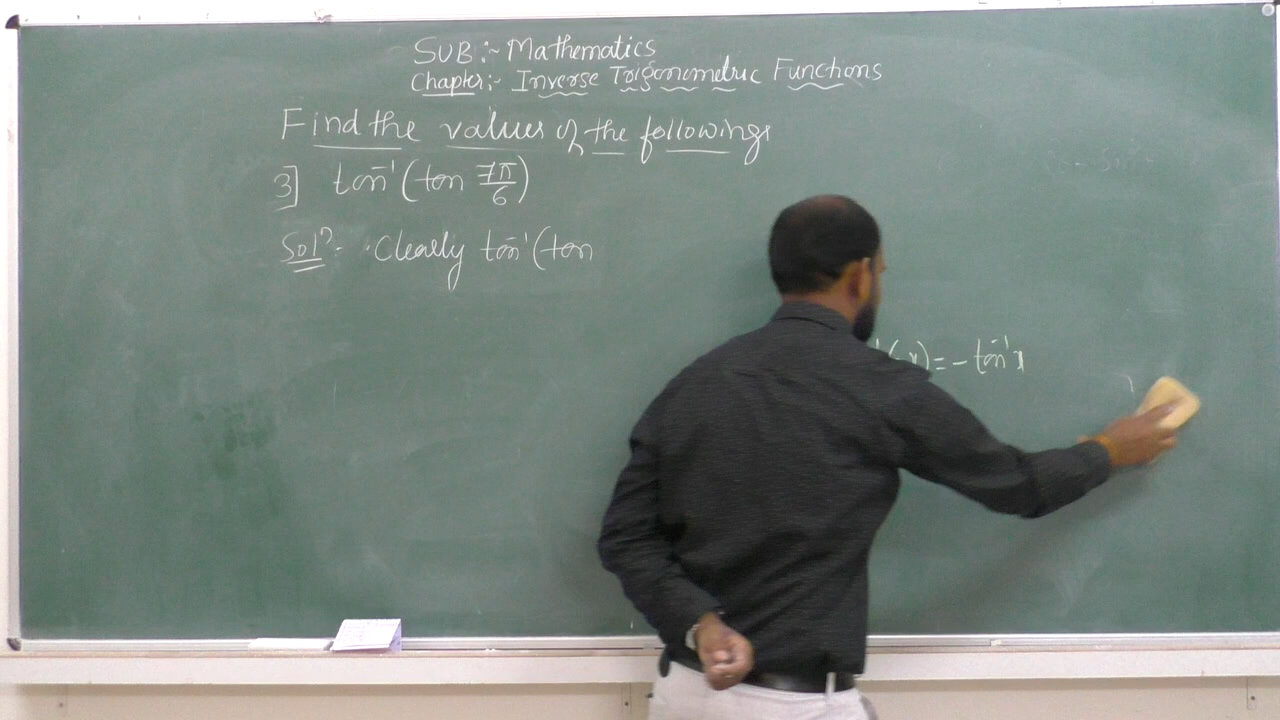 SUB:- Mathematics
Chapter:- Inverse Trigonometric Functions
Find the values of the followings
3] tan⁻¹(tan 7π/6)
Solⁿ:- Clearly tan⁻¹(tan
⁻¹(-x) = -tan⁻¹x